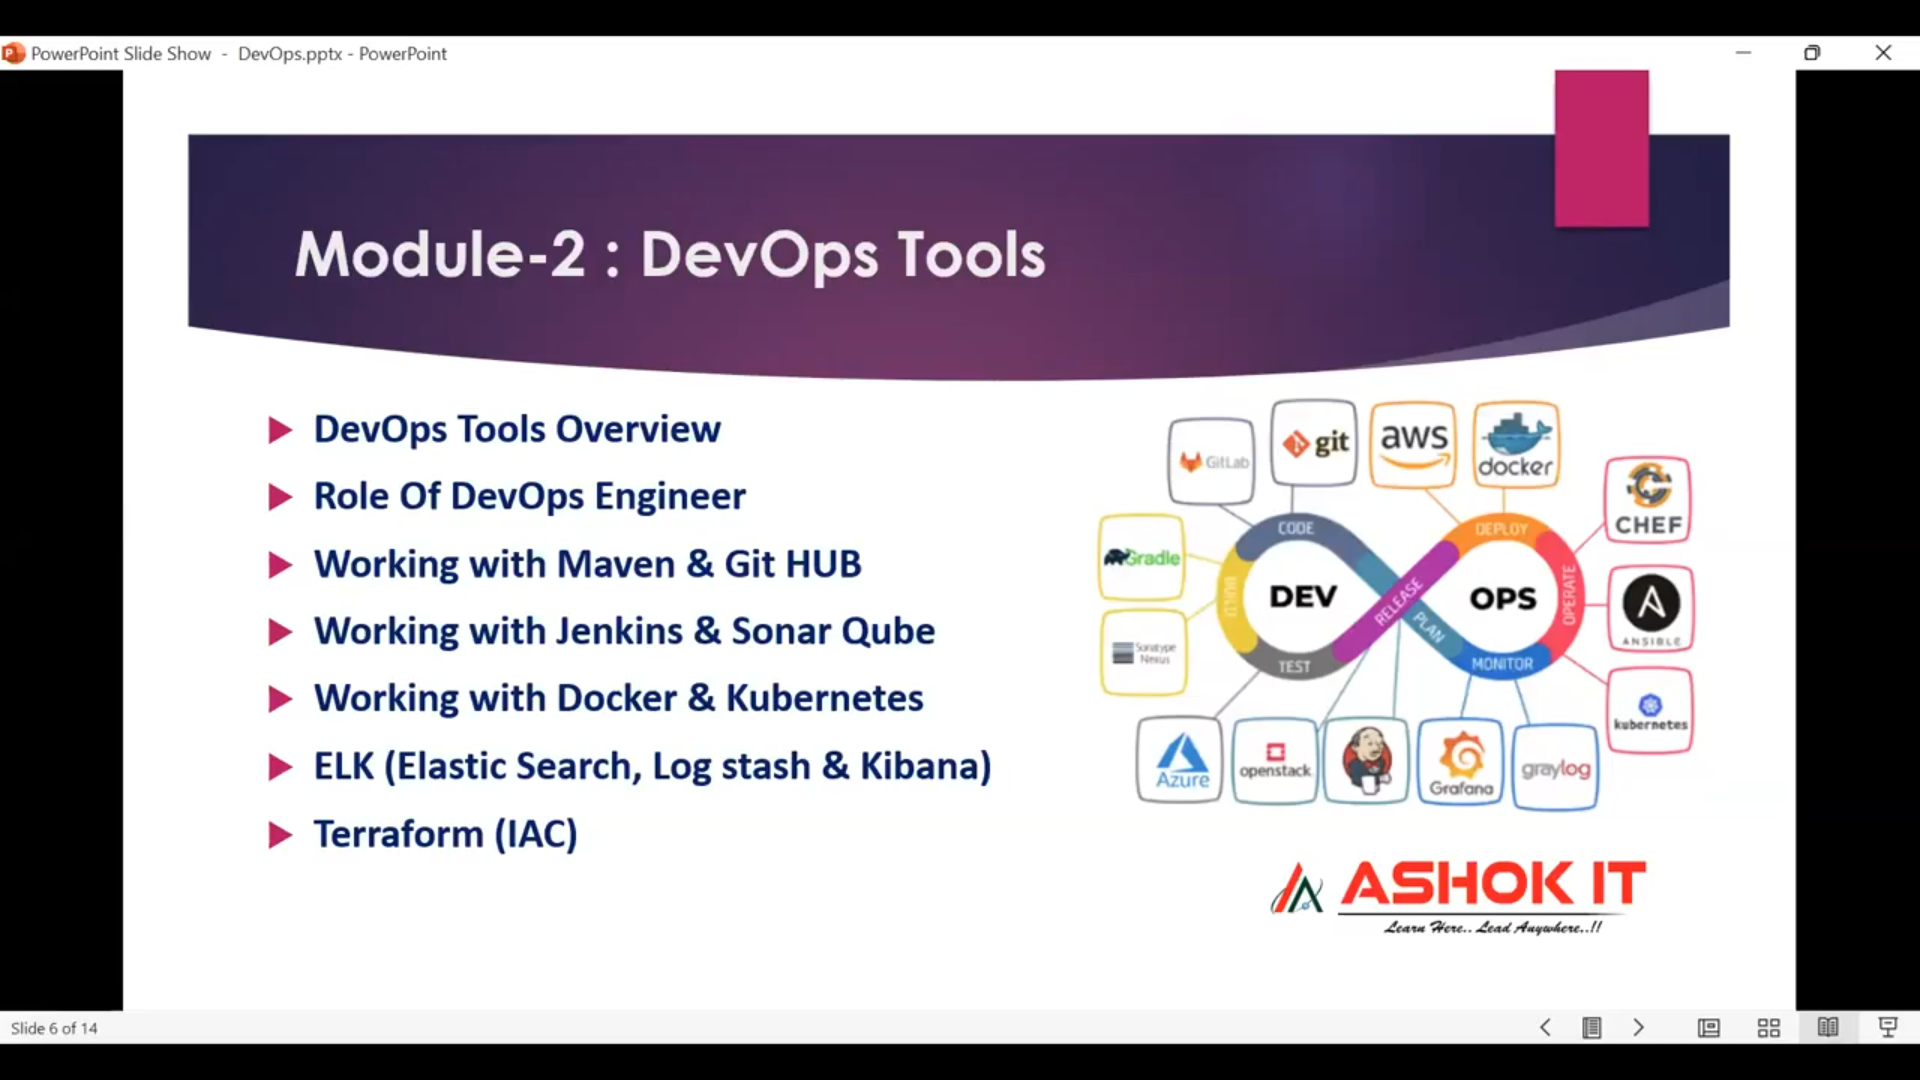 PowerPoint Slide Show - DevOps.pptx - PowerPoint
Module-2 : DevOps Tools
DevOps Tools Overview
Role Of DevOps Engineer
Working with Maven & Git HUB
Working with Jenkins & Sonar Qube
Working with Docker & Kubernetes
ELK (Elastic Search, Log stash & Kibana)
Terraform (IAC)
GitLab
git
aws
docker
CHEF
Gradle
CODE
DEPLOY
BUILD
DEV
RELEASE
PLAN
OPS
OPERATE
ANSIBLE
Sonatype
Nexus
TEST
MONITOR
kubernetes
Azure
openstack.
Grafana
graylog
ASHOK IT
Learn Here.. Lead Anywhere..!!
Slide 6 of 14